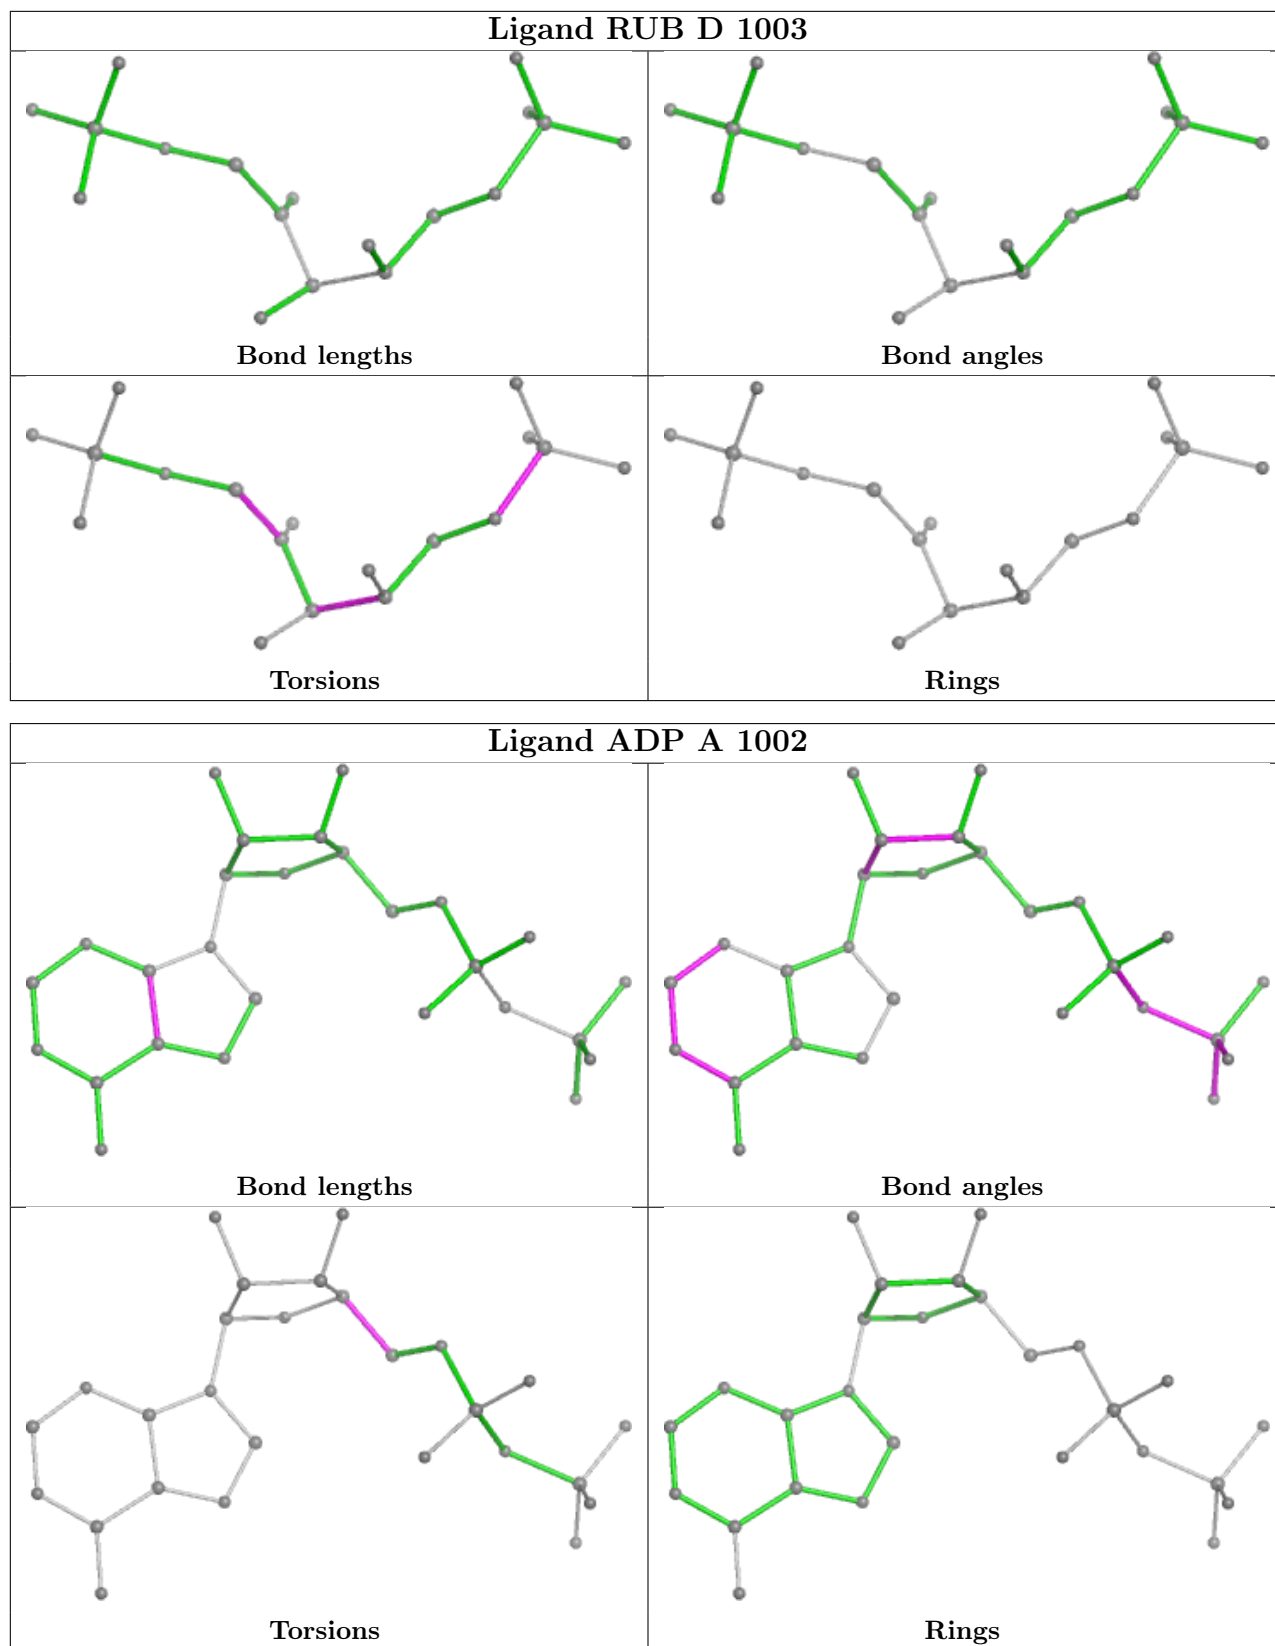 Ligand RUB D 1003
Bond lengths
Bond angles
Torsions
Rings
Ligand ADP A 1002
Bond lengths
Bond angles
Torsions
Rings